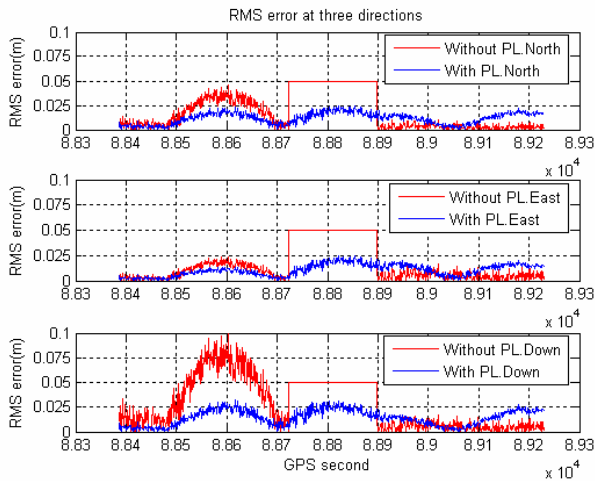 RMS error at three directions
RMS error(m)
0.1
0.075
0.05
0.025
0
Without PL.North
With PL.North
8.83 8.84 8.85 8.86 8.87 8.88 8.89 8.9 8.91 8.92 8.93
x 10^4
RMS error(m)
0.1
0.075
0.05
0.025
0
Without PL.East
With PL.East
8.83 8.84 8.85 8.86 8.87 8.88 8.89 8.9 8.91 8.92 8.93
x 10^4
RMS error(m)
0.1
0.075
0.05
0.025
0
Without PL.Down
With PL.Down
8.83 8.84 8.85 8.86 8.87 8.88 8.89 8.9 8.91 8.92 8.93
GPS second
x 10^4